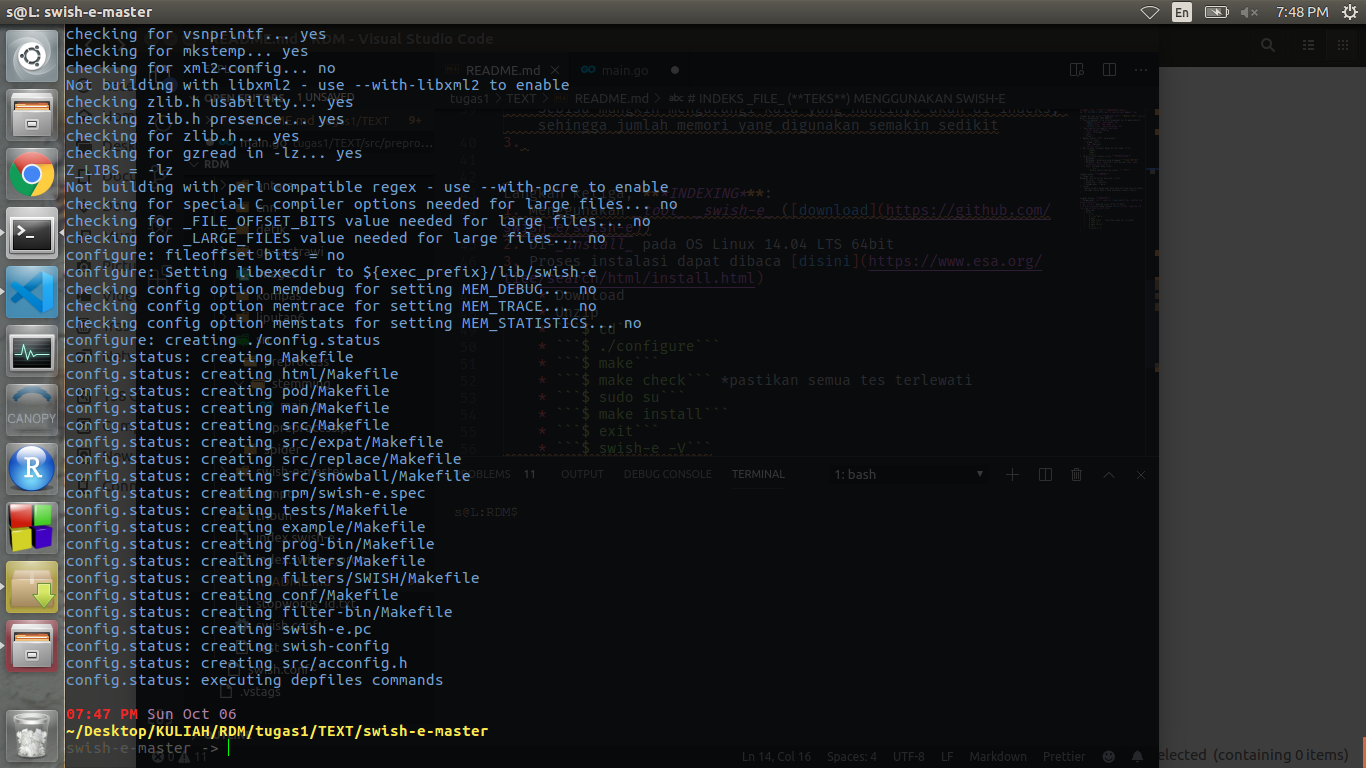 s@L: swish-e-master
En
7:48 PM
checking for vsnprintf... yes
checking for mkstemp... yes
checking for xml2-config... no
Not building with libxml2 - use --with-libxml2 to enable
checking zlib.h usability... yes
checking zlib.h presence... yes
checking for zlib.h... yes
checking for gzread in -lz... yes
Z_LIBS = -lz
Not building with perl compatible regex - use --with-pcre to enable
checking for special C compiler options needed for large files... no
checking for _FILE_OFFSET_BITS value needed for large files... no
checking for _LARGE_FILES value needed for large files... no
configure: fileoffset bits = no
configure: Setting libexecdir to ${exec_prefix}/lib/swish-e
checking config option memdebug for setting MEM_DEBUG... no
checking config option memtrace for setting MEM_TRACE... no
checking config option memstats for setting MEM_STATISTICS... no
configure: creating ./config.status
config.status: creating Makefile
config.status: creating html/Makefile
config.status: creating pod/Makefile
config.status: creating man/Makefile
config.status: creating src/Makefile
config.status: creating src/expat/Makefile
config.status: creating src/replace/Makefile
config.status: creating src/snowball/Makefile
config.status: creating rpm/swish-e.spec
config.status: creating tests/Makefile
config.status: creating example/Makefile
config.status: creating prog-bin/Makefile
config.status: creating filters/Makefile
config.status: creating filters/SWISH/Makefile
config.status: creating conf/Makefile
config.status: creating filter-bin/Makefile
config.status: creating swish-e.pc
config.status: creating swish-config
config.status: creating src/acconfig.h
config.status: executing depfiles commands
07:47 PM Sun Oct 06
~/Desktop/KULIAH/RDM/tugas1/TEXT/swish-e-master
swish-e-master ->
RDM - Visual Studio Code
README.md
main.go
tugas1 > TEXT > README.md > abc # INDEKS _FILE_ (**TEKS**) MENGGUNAKAN SWISH-E
sehingga jumlah memori yang digunakan semakin sedikit
3.
INDEXING***:
swish-e_ ([download](https://github.com/
pada OS Linux 14.04 LTS 64bit
3. Proses instalasi dapat dibaca [disini](https://www.esa.org/
search/html/install.html)
* Download
* ```$ ./configure```
* ```$ make```
* ```$ make check``` *pastikan semua tes terlewati
* ```$ sudo su```
* ```$ make install```
* ```$ exit```
* ```$ swish-e -V```
11
OUTPUT
DEBUG CONSOLE
TERMINAL
1: bash
s@L:RDM$
.vstags
0 11
Ln 14, Col 16
Spaces: 4
UTF-8
LF
Markdown
Prettier
elected (containing 0 items)
CANOPY
R